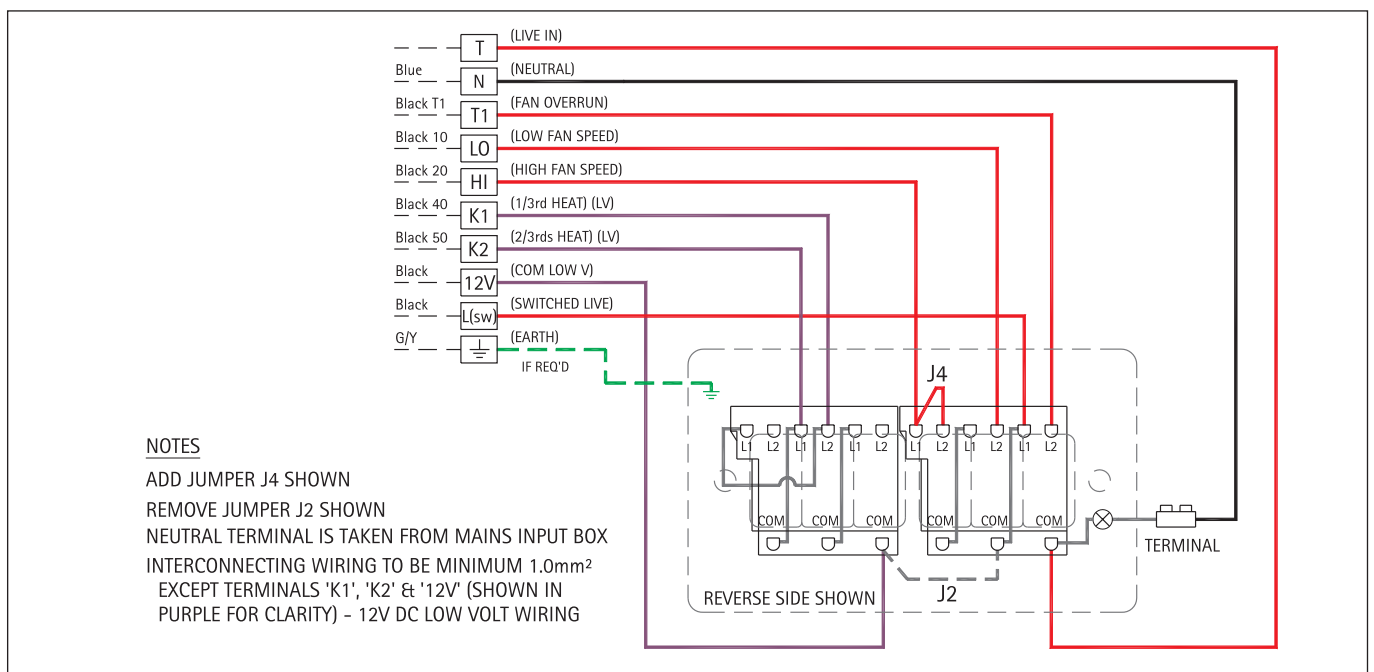 T (LIVE IN)
Blue N (NEUTRAL)
Black T1 T1 (FAN OVERRUN)
Black 10 LO (LOW FAN SPEED)
Black 20 HI (HIGH FAN SPEED)
Black 40 K1 (1/3rd HEAT) (LV)
Black 50 K2 (2/3rds HEAT) (LV)
Black 12V (COM LOW V)
Black L(sw) (SWITCHED LIVE)
G/Y (EARTH)
IF REQ'D
J4
L1 L2 L1 L2 L1 L2 L1 L2 L1 L2 L1 L2
COM COM COM COM COM COM
TERMINAL
J2
REVERSE SIDE SHOWN
NOTES
ADD JUMPER J4 SHOWN
REMOVE JUMPER J2 SHOWN
NEUTRAL TERMINAL IS TAKEN FROM MAINS INPUT BOX
INTERCONNECTING WIRING TO BE MINIMUM 1.0mm²
EXCEPT TERMINALS 'K1', 'K2' & '12V' (SHOWN IN
PURPLE FOR CLARITY) - 12V DC LOW VOLT WIRING